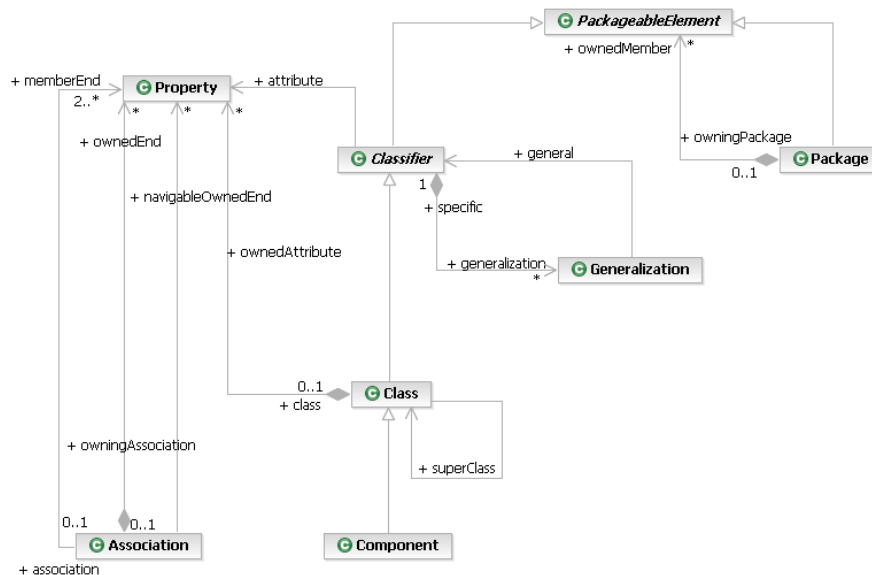 C PackageableElement
+ ownedMember
*
+ memberEnd
C Property
+ attribute
2..*
*
*
*
+ ownedEnd
+ owningPackage
C Classifier
+ general
C Package
0..1
1
+ navigableOwnedEnd
+ specific
+ ownedAttribute
+ generalization
C Generalization
*
0..1
C Class
+ class
+ owningAssociation
+ superClass
0..1
0..1
C Association
C Component
+ association